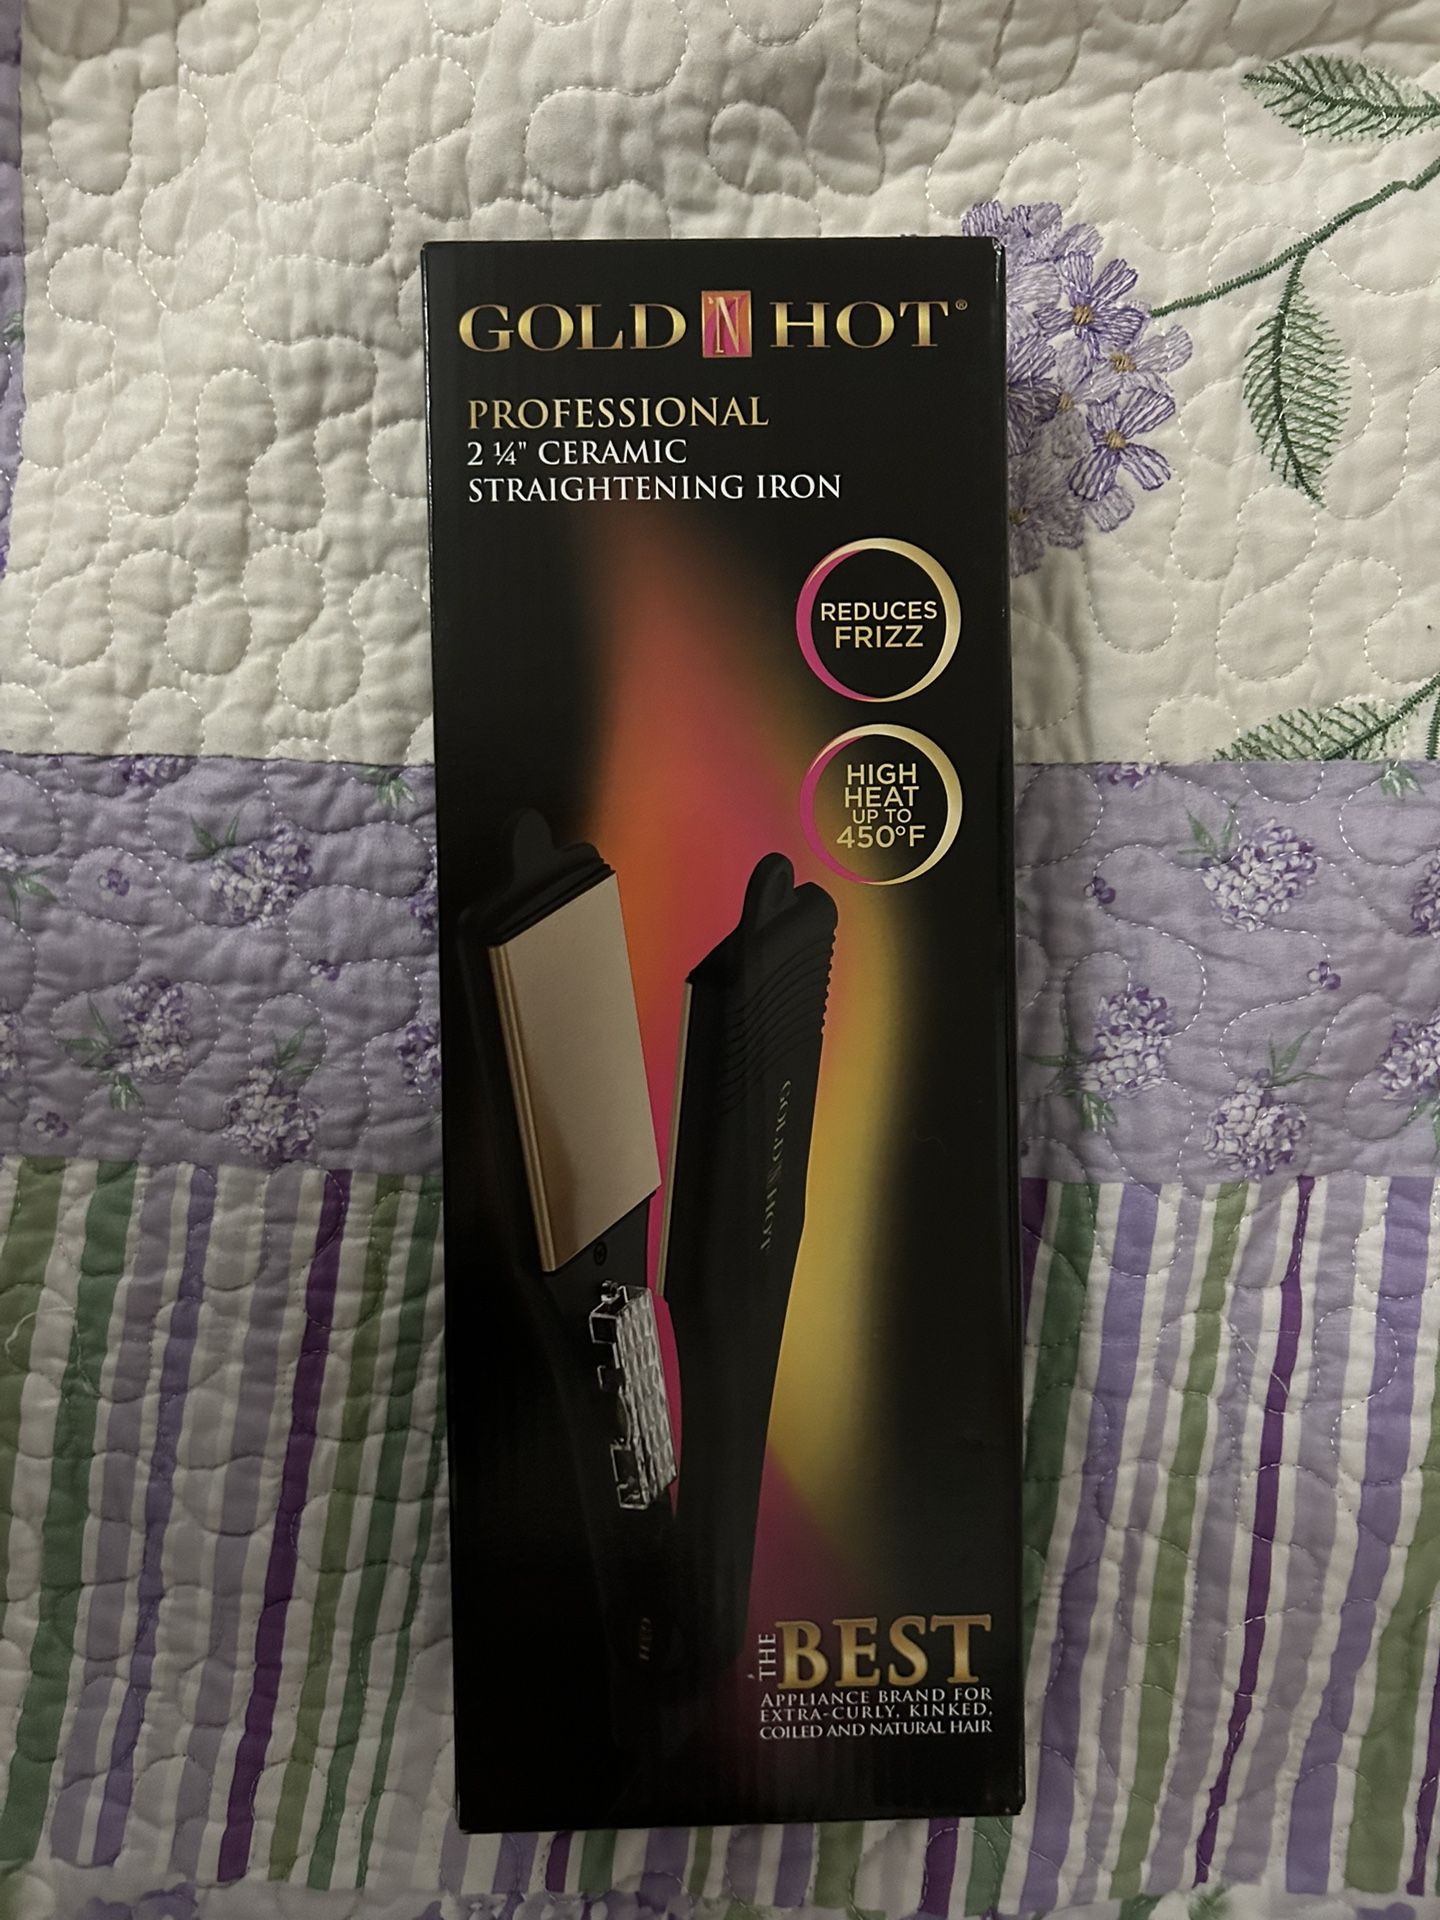 GOLD 'N HOT®
PROFESSIONAL
2 ¼" CERAMIC
STRAIGHTENING IRON
REDUCES
FRIZZ
HIGH
HEAT
UP TO
450°F
GOLD 'N HOT
THE BEST
APPLIANCE BRAND FOR
EXTRA-CURLY, KINKED,
COILED AND NATURAL HAIR